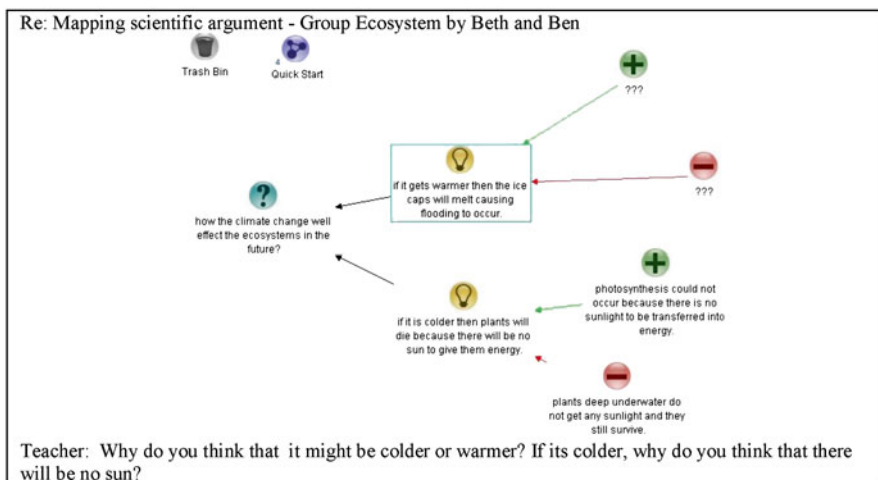 Re: Mapping scientific argument - Group Ecosystem by Beth and Ben
Trash Bin
4
Quick Start
???
if it gets warmer then the ice
caps will melt causing
flooding to occur.
???
how the climate change well
effect the ecosystems in the
future?
photosynthesis could not
occur because there is no
sunlight to be transferred into
energy.
if it is colder then plants will
die because there will be no
sun to give them energy.
plants deep underwater do
not get any sunlight and they
still survive.
Teacher:  Why do you think that  it might be colder or warmer? If its colder, why do you think that there
will be no sun?